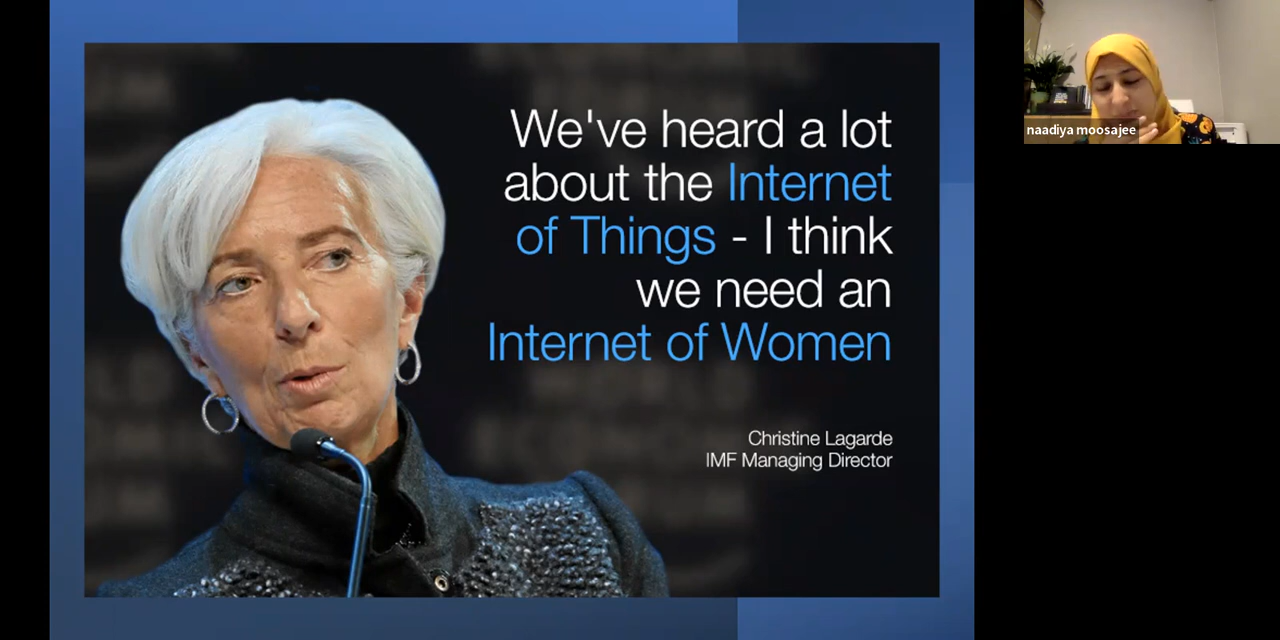 We've heard a lot
about the Internet
of Things - I think
we need an
Internet of Women
Christine Lagarde
IMF Managing Director
naadiya moosajee